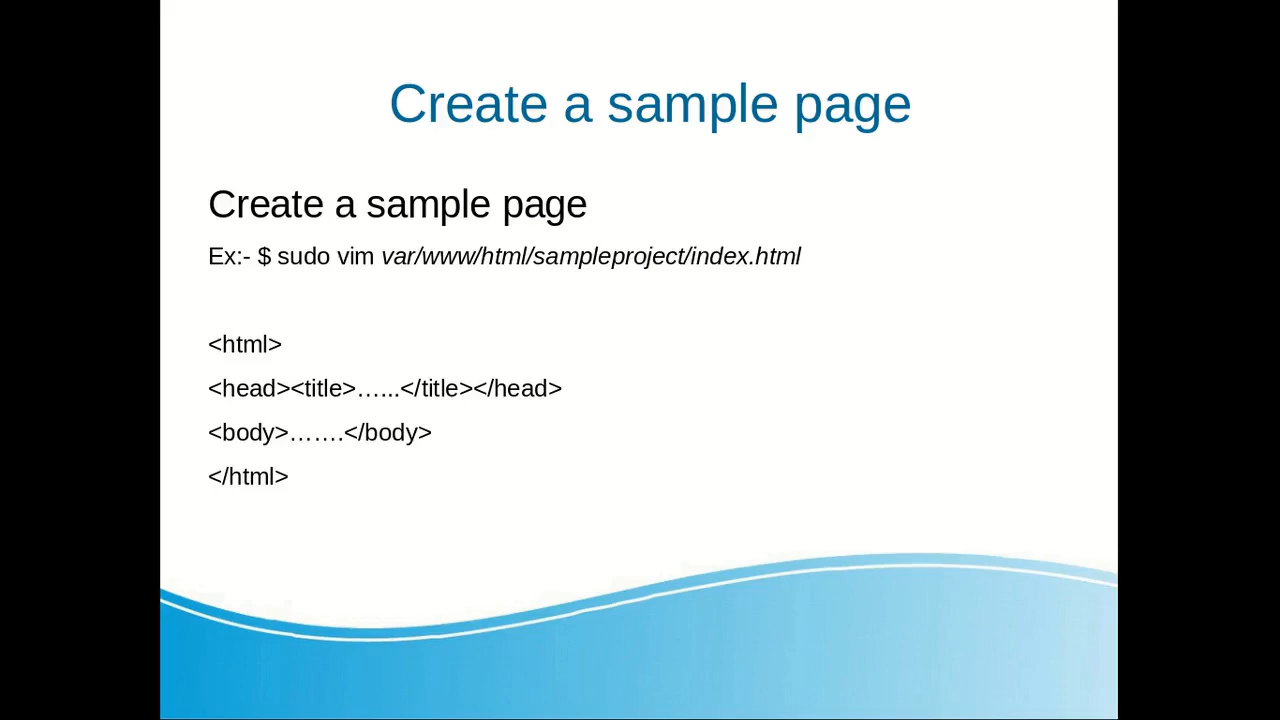 Create a sample page
Create a sample page
Ex:- $ sudo vim var/www/html/sampleproject/index.html
<html>
<head><title>…...</title></head>
<body>…….</body>
</html>